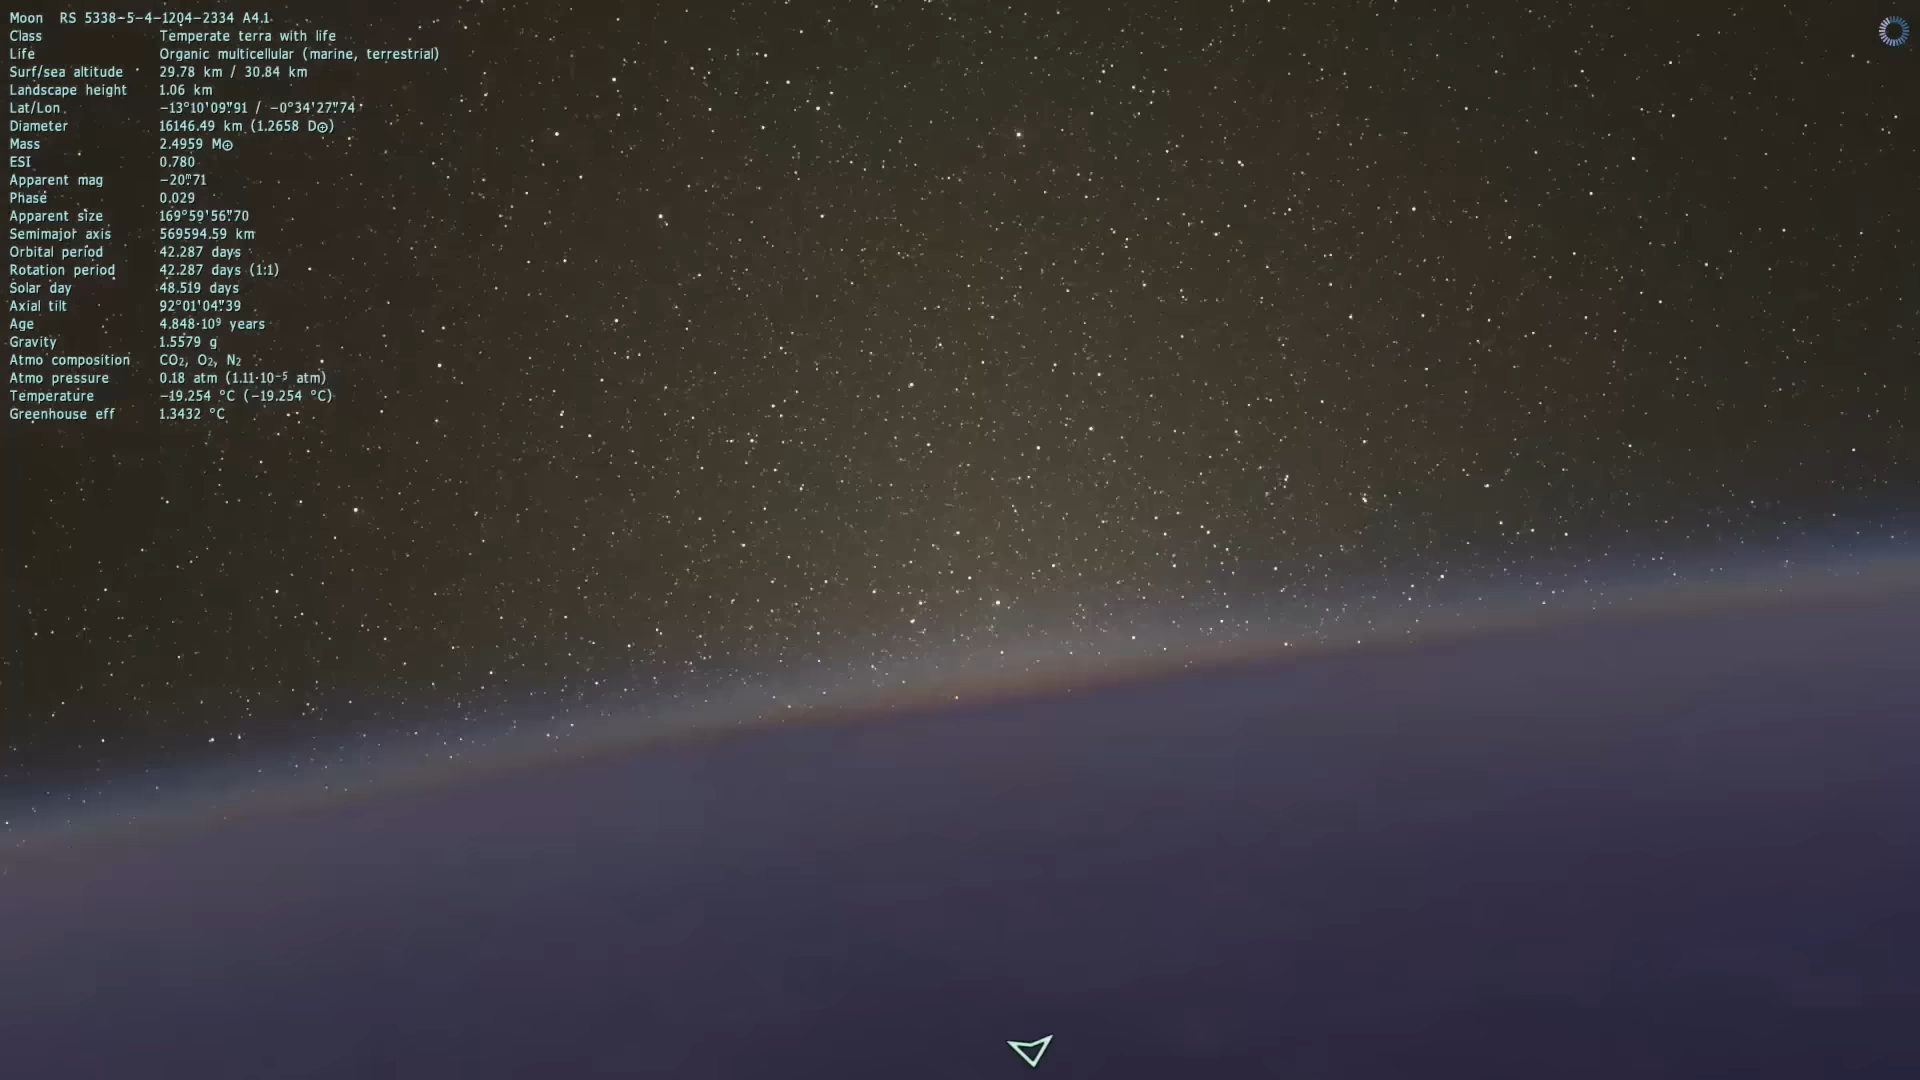 Moon RS 5338-5-4-1204-2334 A4.1
Class Temperate terra with life
Life Organic multicellular (marine, terrestrial)
Surf/sea altitude 29.78 km / 30.84 km
Landscape height 1.06 km
Lat/Lon -13°10'09"91 / -0°34'27"74
Diameter 16146.49 km (1.2658 D⊕)
Mass 2.4959 M⊕
ESI 0.780
Apparent mag -20ᵐ71
Phase 0.029
Apparent size 169°59'56"70
Semimajor axis 569594.59 km
Orbital period 42.287 days
Rotation period 42.287 days (1:1)
Solar day 48.519 days
Axial tilt 92°01'04"39
Age 4.848·10⁹ years
Gravity 1.5579 g
Atmo composition CO₂, O₂, N₂
Atmo pressure 0.18 atm (1.11·10⁻⁵ atm)
Temperature -19.254 °C (-19.254 °C)
Greenhouse eff 1.3432 °C